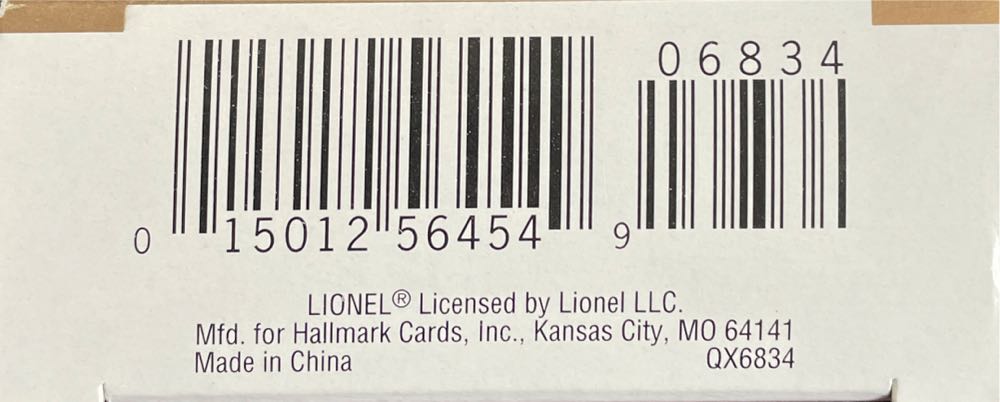 06834
0 15012 56454 9
LIONEL® Licensed by Lionel LLC.
Mfd. for Hallmark Cards, Inc., Kansas City, MO 64141
Made in China QX6834